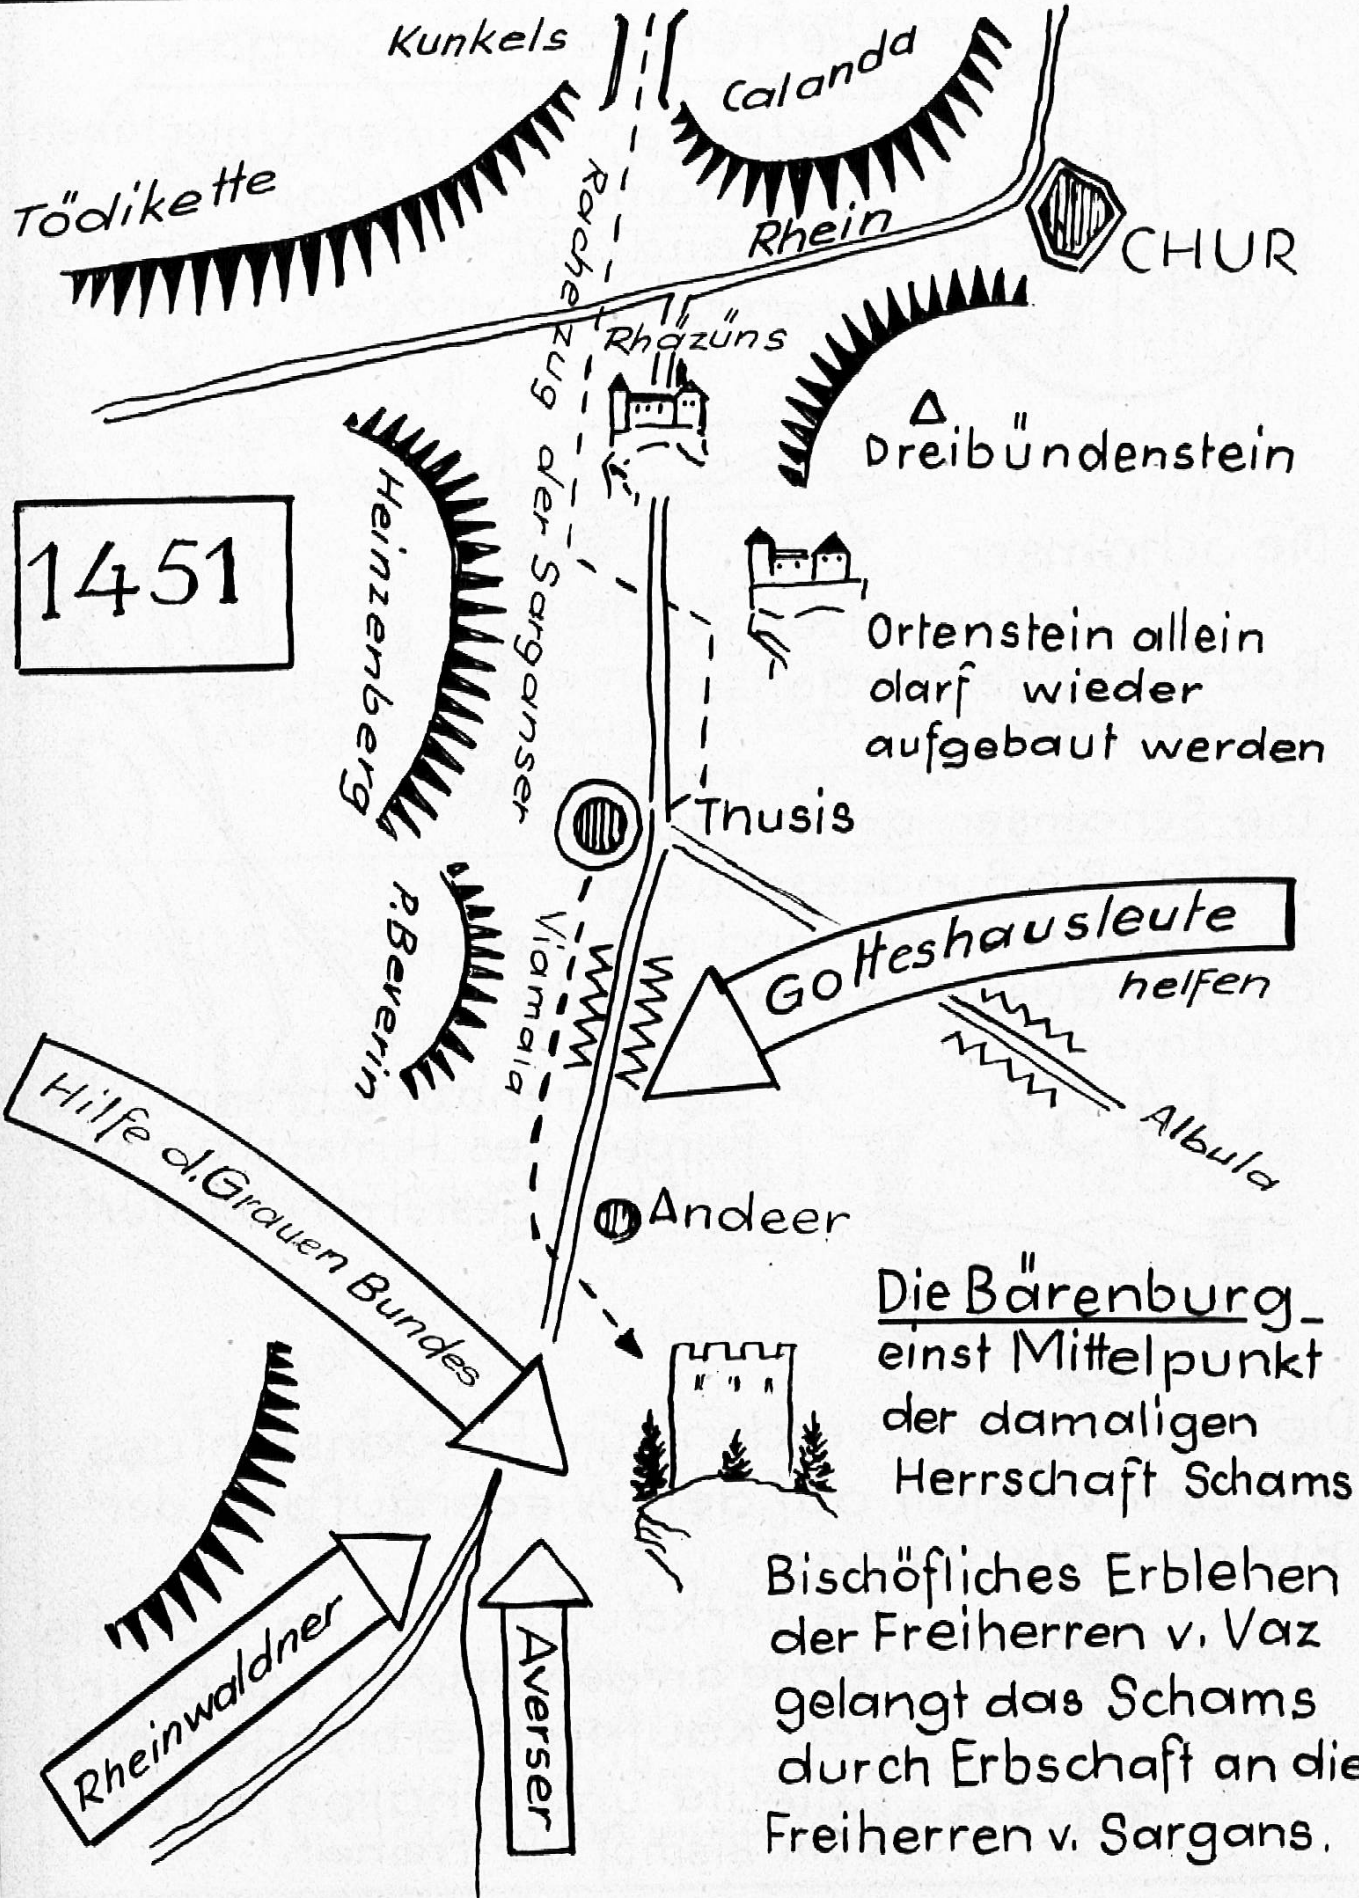 Kunkels
Calanda
Tödikette
Rhein
CHUR
Rachezug der Sarganser
Rhäzüns
Dreibündenstein
Heinzenberg
1451
Ortenstein allein
darf wieder
aufgebaut werden
Thusis
P. Beverin
Viamala
Gotteshausleute
helfen
Albula
Hilfe d. Grauen Bundes
Andeer
Die Bärenburg
einst Mittelpunkt
der damaligen
Herrschaft Schams
Rheinwaldner
Averser
Bischöfliches Erblehen
der Freiherren v. Vaz
gelangt das Schams
durch Erbschaft an die
Freiherren v. Sargans.